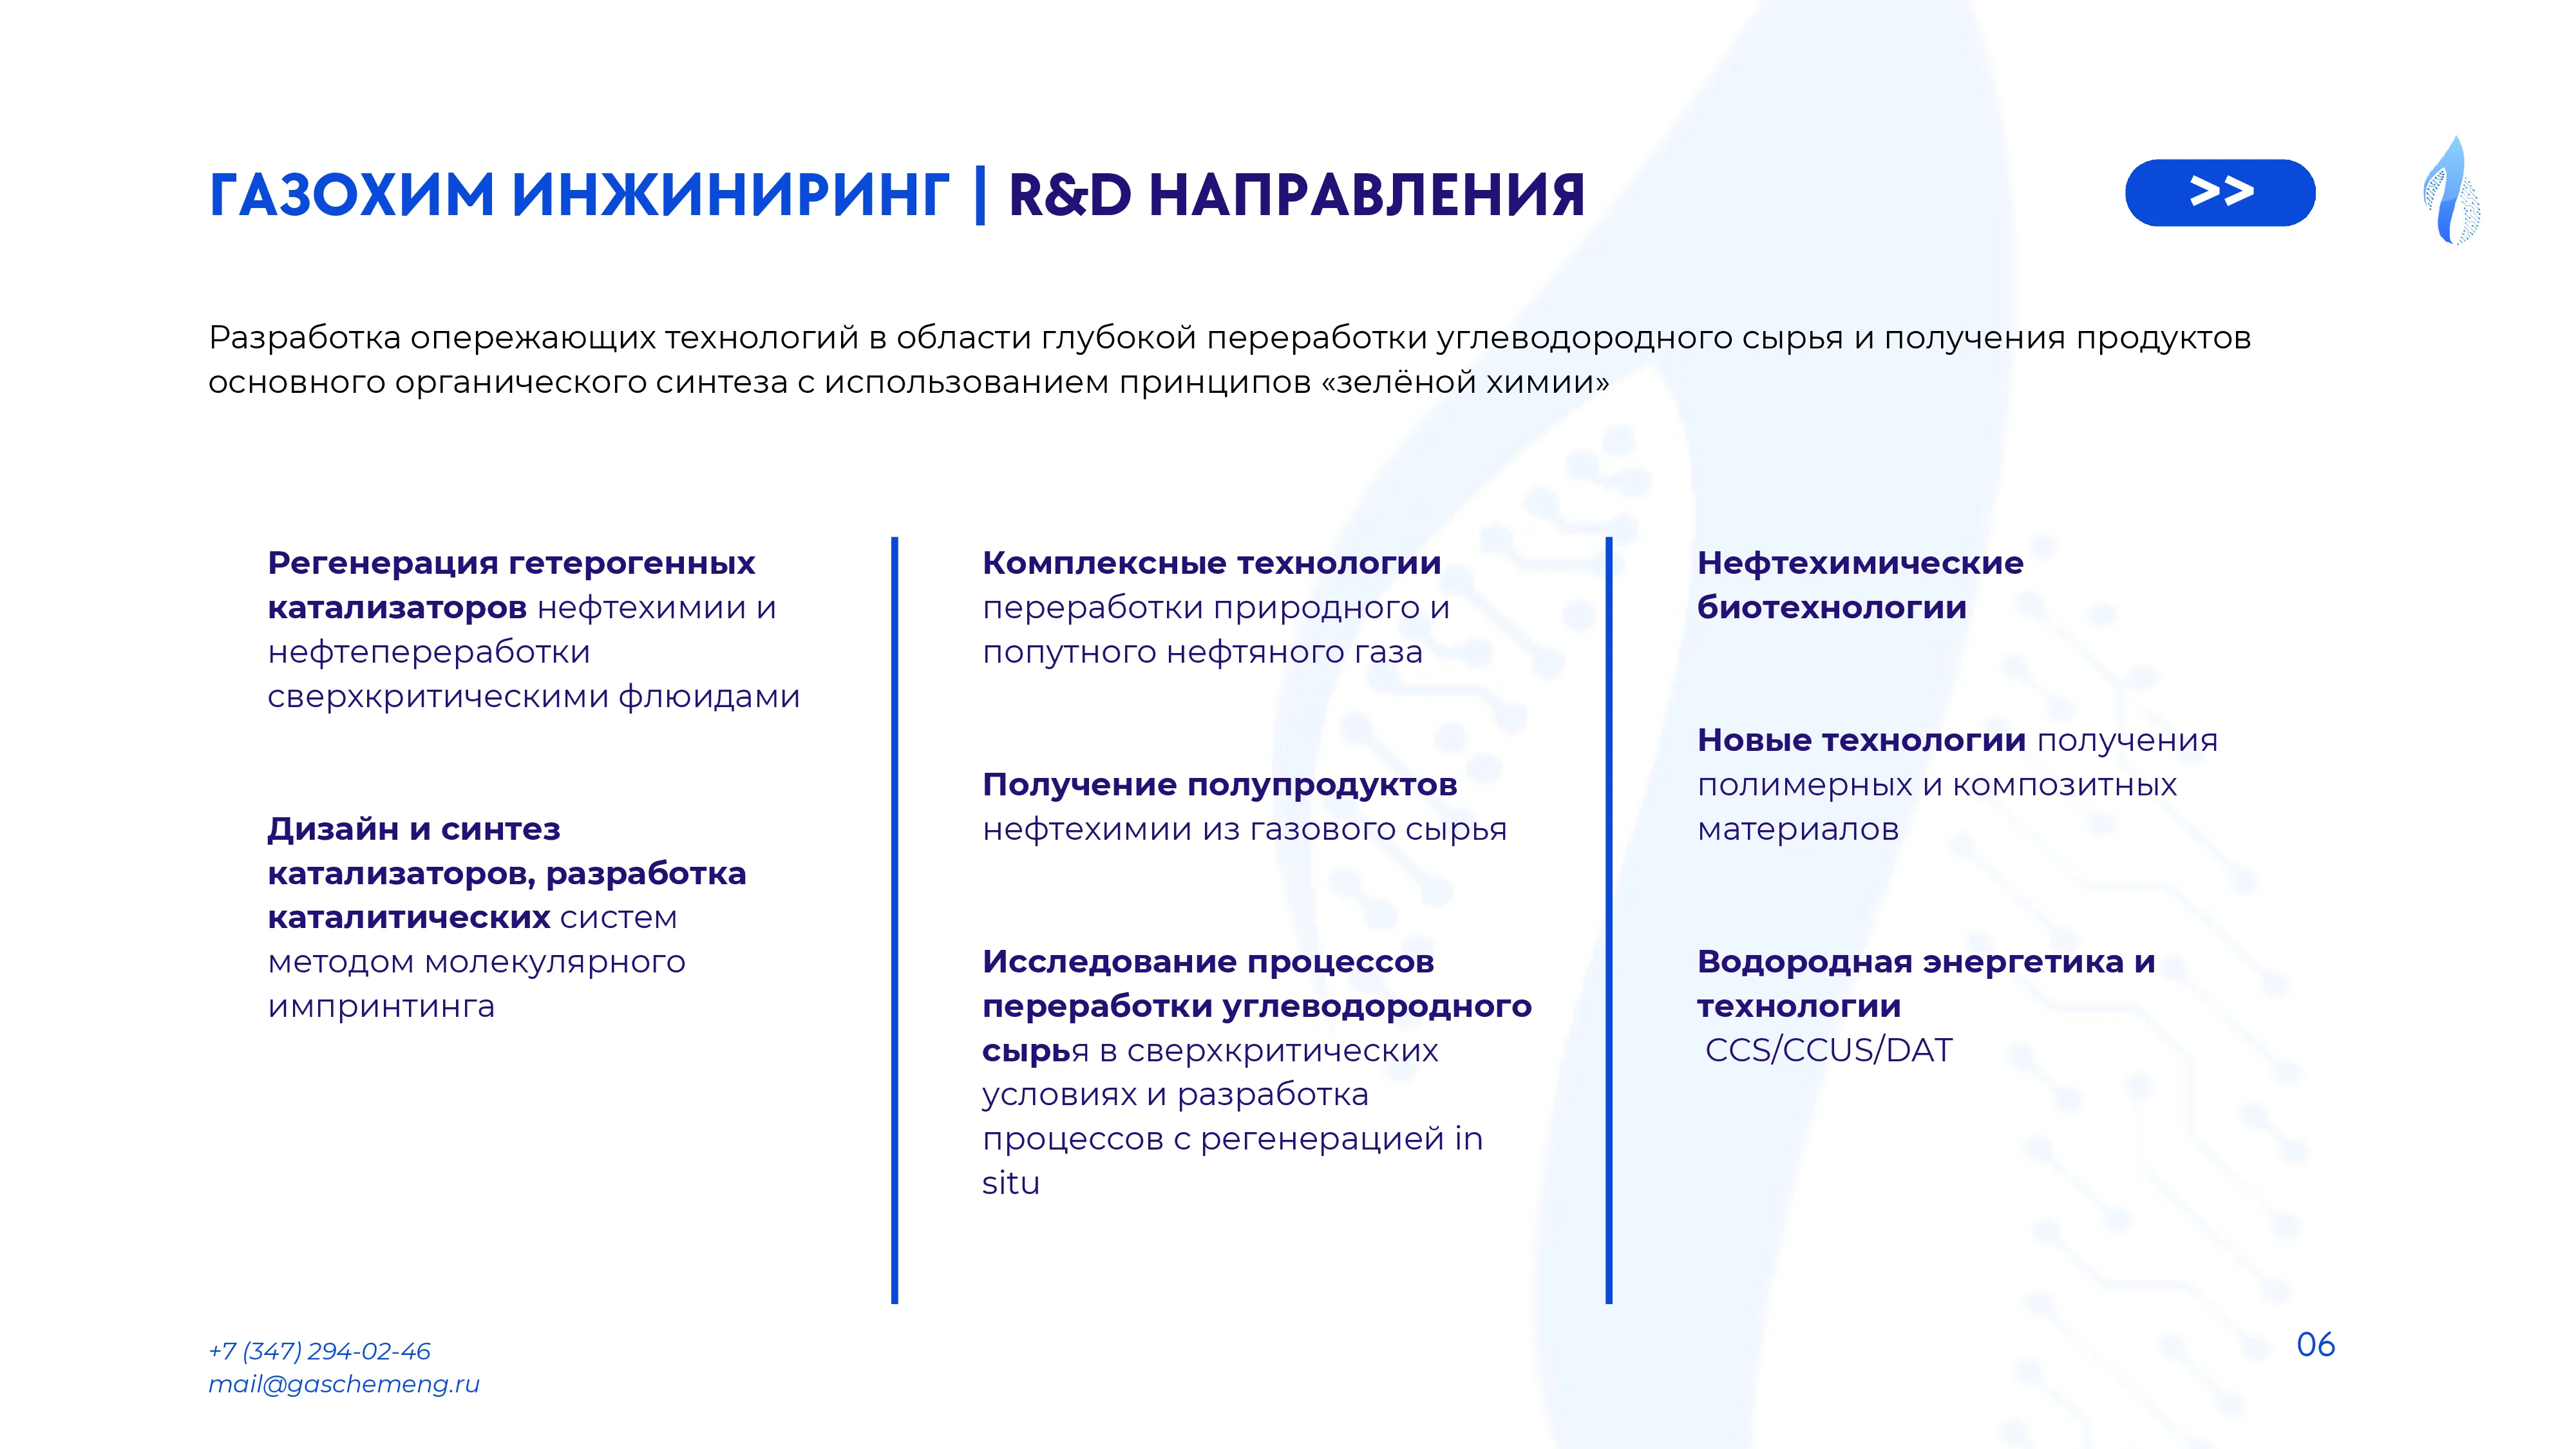 ГАЗОХИМ ИНЖИНИРИНГ | R&D НАПРАВЛЕНИЯ
>>
Разработка опережающих технологий в области глубокой переработки углеводородного сырья и получения продуктов
основного органического синтеза с использованием принципов «зелёной химии»
Регенерация гетерогенных
катализаторов нефтехимии и
нефтепереработки
сверхкритическими флюидами
Дизайн и синтез
катализаторов, разработка
каталитических систем
методом молекулярного
импринтинга
Комплексные технологии
переработки природного и
попутного нефтяного газа
Получение полупродуктов
нефтехимии из газового сырья
Исследование процессов
переработки углеводородного
сырья в сверхкритических
условиях и разработка
процессов с регенерацией in
situ
Нефтехимические
биотехнологии
Новые технологии получения
полимерных и композитных
материалов
Водородная энергетика и
технологии
CCS/CCUS/DAT
+7 (347) 294-02-46
mail@gaschemeng.ru
06